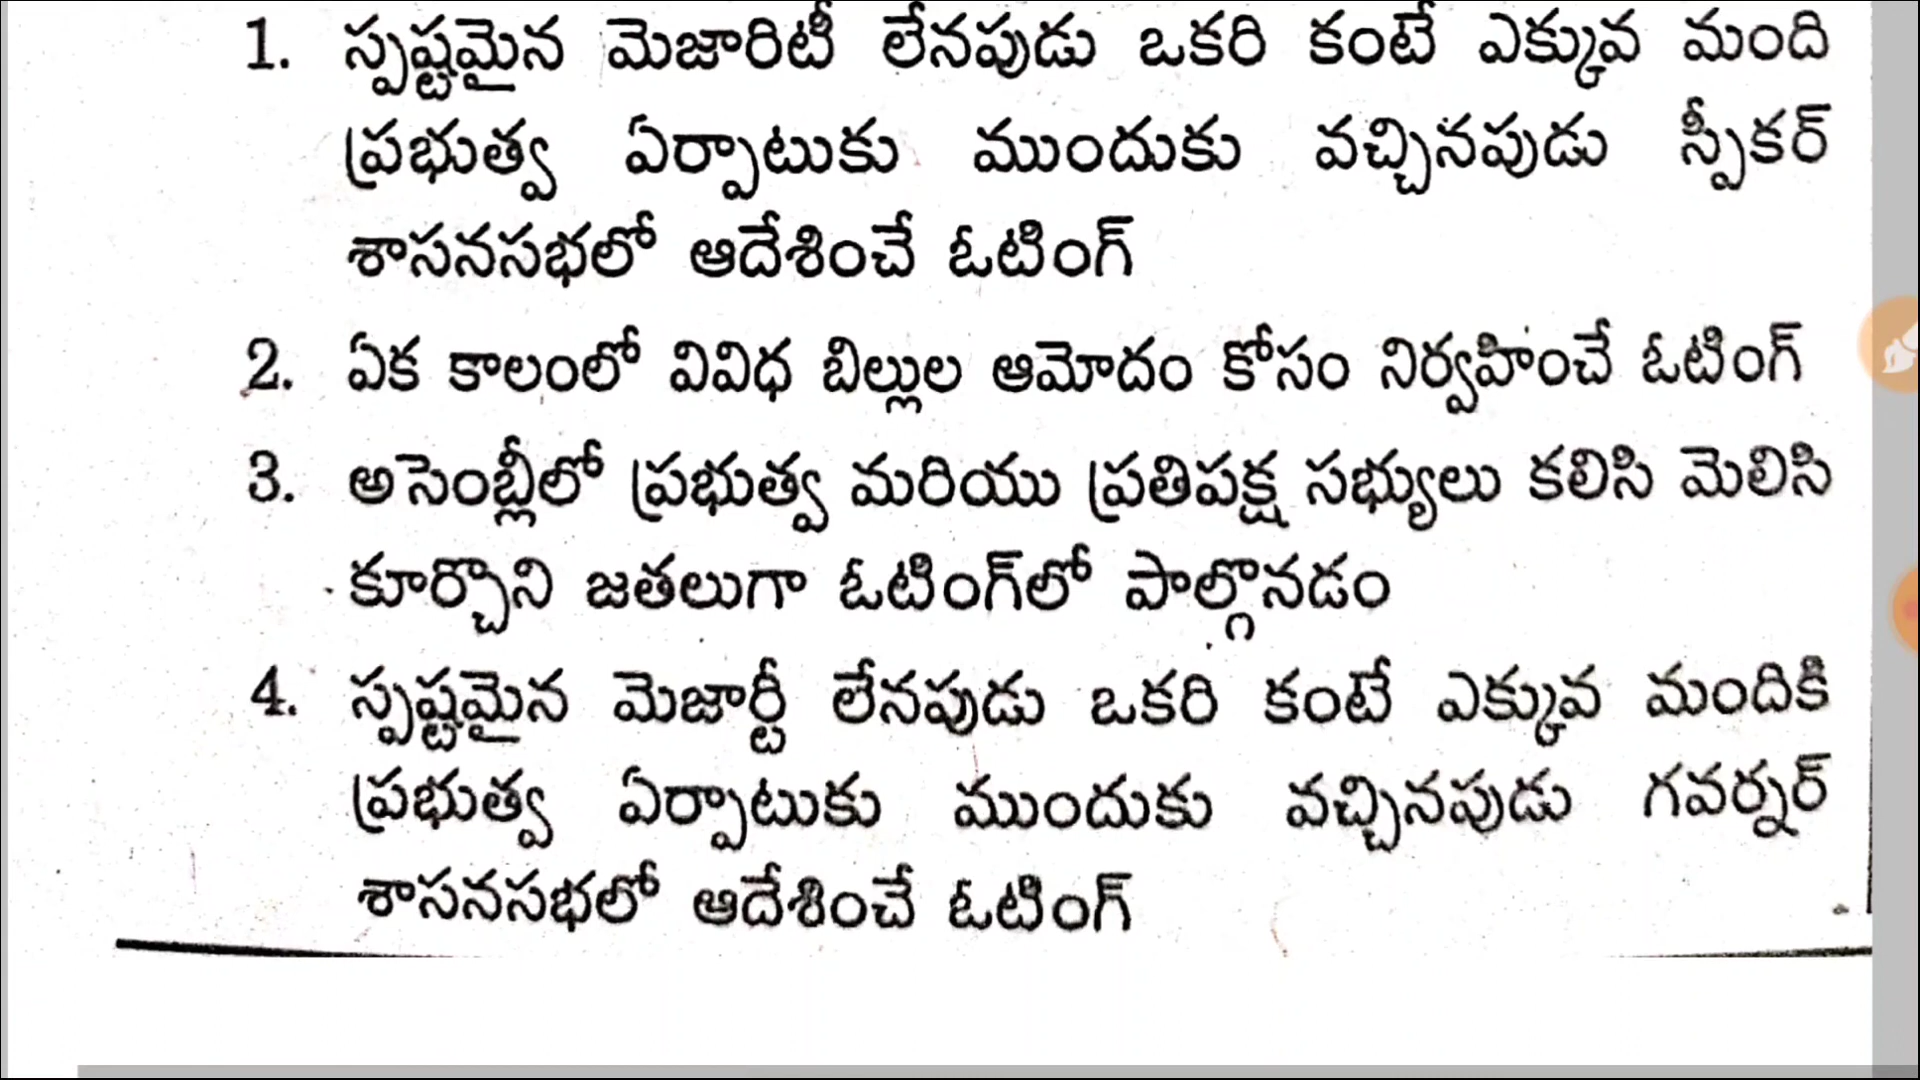 1. స్పష్టమైన మెజారిటీ లేనపుడు ఒకరి కంటే ఎక్కువ మంది
ప్రభుత్వ ఏర్పాటుకు ముందుకు వచ్చినపుడు స్పీకర్
శాసనసభలో ఆదేశించే ఓటింగ్
2. ఏక కాలంలో వివిధ బిల్లుల ఆమోదం కోసం నిర్వహించే ఓటింగ్
3. అసెంబ్లీలో ప్రభుత్వ మరియు ప్రతిపక్ష సభ్యులు కలిసి మెలిసి
కూర్చొని జతలుగా ఓటింగ్‌లో పాల్గొనడం
4. స్పష్టమైన మెజార్టీ లేనపుడు ఒకరి కంటే ఎక్కువ మందికి
ప్రభుత్వ ఏర్పాటుకు ముందుకు వచ్చినపుడు గవర్నర్
శాసనసభలో ఆదేశించే ఓటింగ్